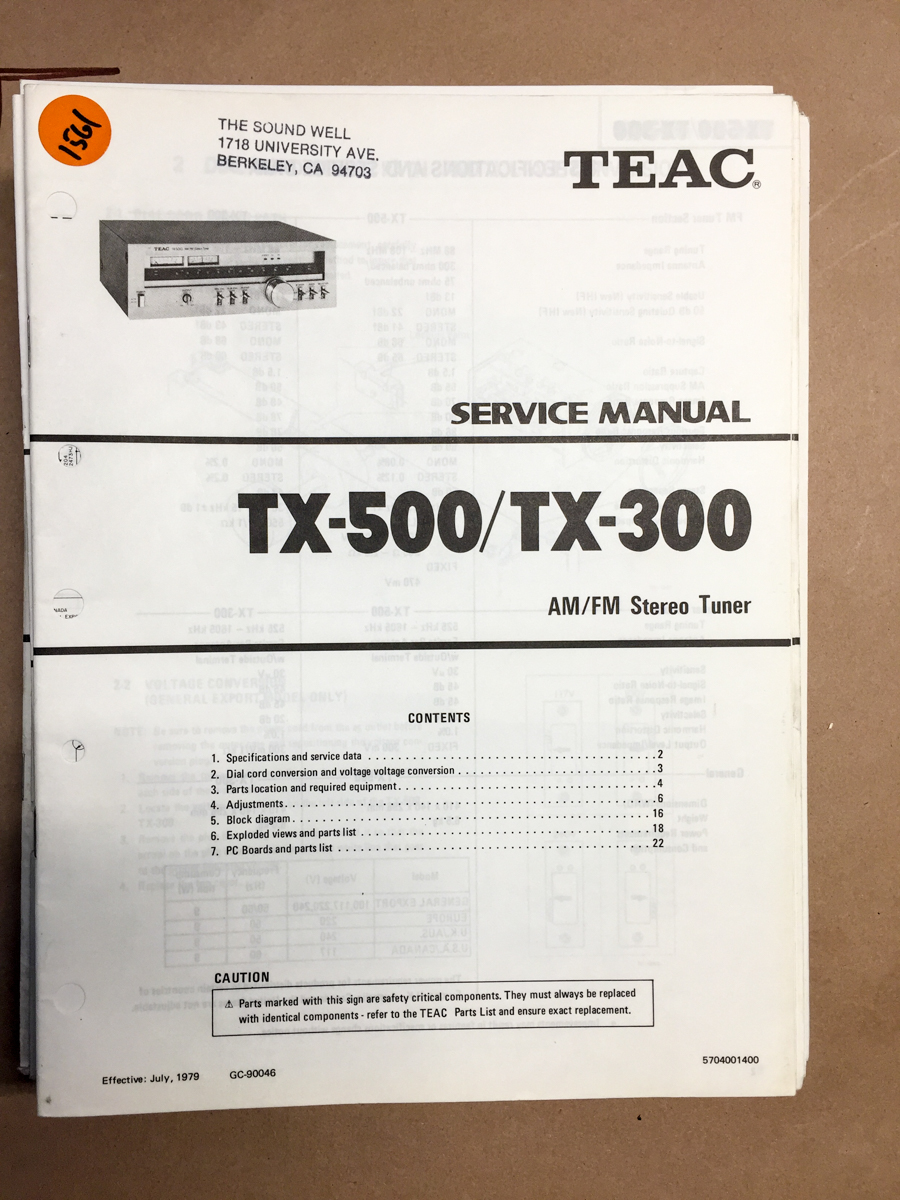 1561
THE SOUND WELL
1718 UNIVERSITY AVE.
BERKELEY, CA 94703
TEAC®
TEAC
SERVICE MANUAL
TX-500/TX-300
AM/FM Stereo Tuner
CONTENTS
1. Specifications and service data . . . . . . . . . . . . . . . . . . . . 2
2. Dial cord conversion and voltage voltage conversion . . . . . . . . . . . . . . . . . . . . 3
3. Parts location and required equipment . . . . . . . . . . . . . . . . . . . . 4
4. Adjustments . . . . . . . . . . . . . . . . . . . . 6
5. Block diagram . . . . . . . . . . . . . . . . . . . . 16
6. Exploded views and parts list . . . . . . . . . . . . . . . . . . . . 18
7. PC Boards and parts list . . . . . . . . . . . . . . . . . . . . 22
CAUTION
⚠ Parts marked with this sign are safety critical components. They must always be replaced
with identical components - refer to the TEAC Parts List and ensure exact replacement.
5704001400
Effective: July, 1979 GC-90046